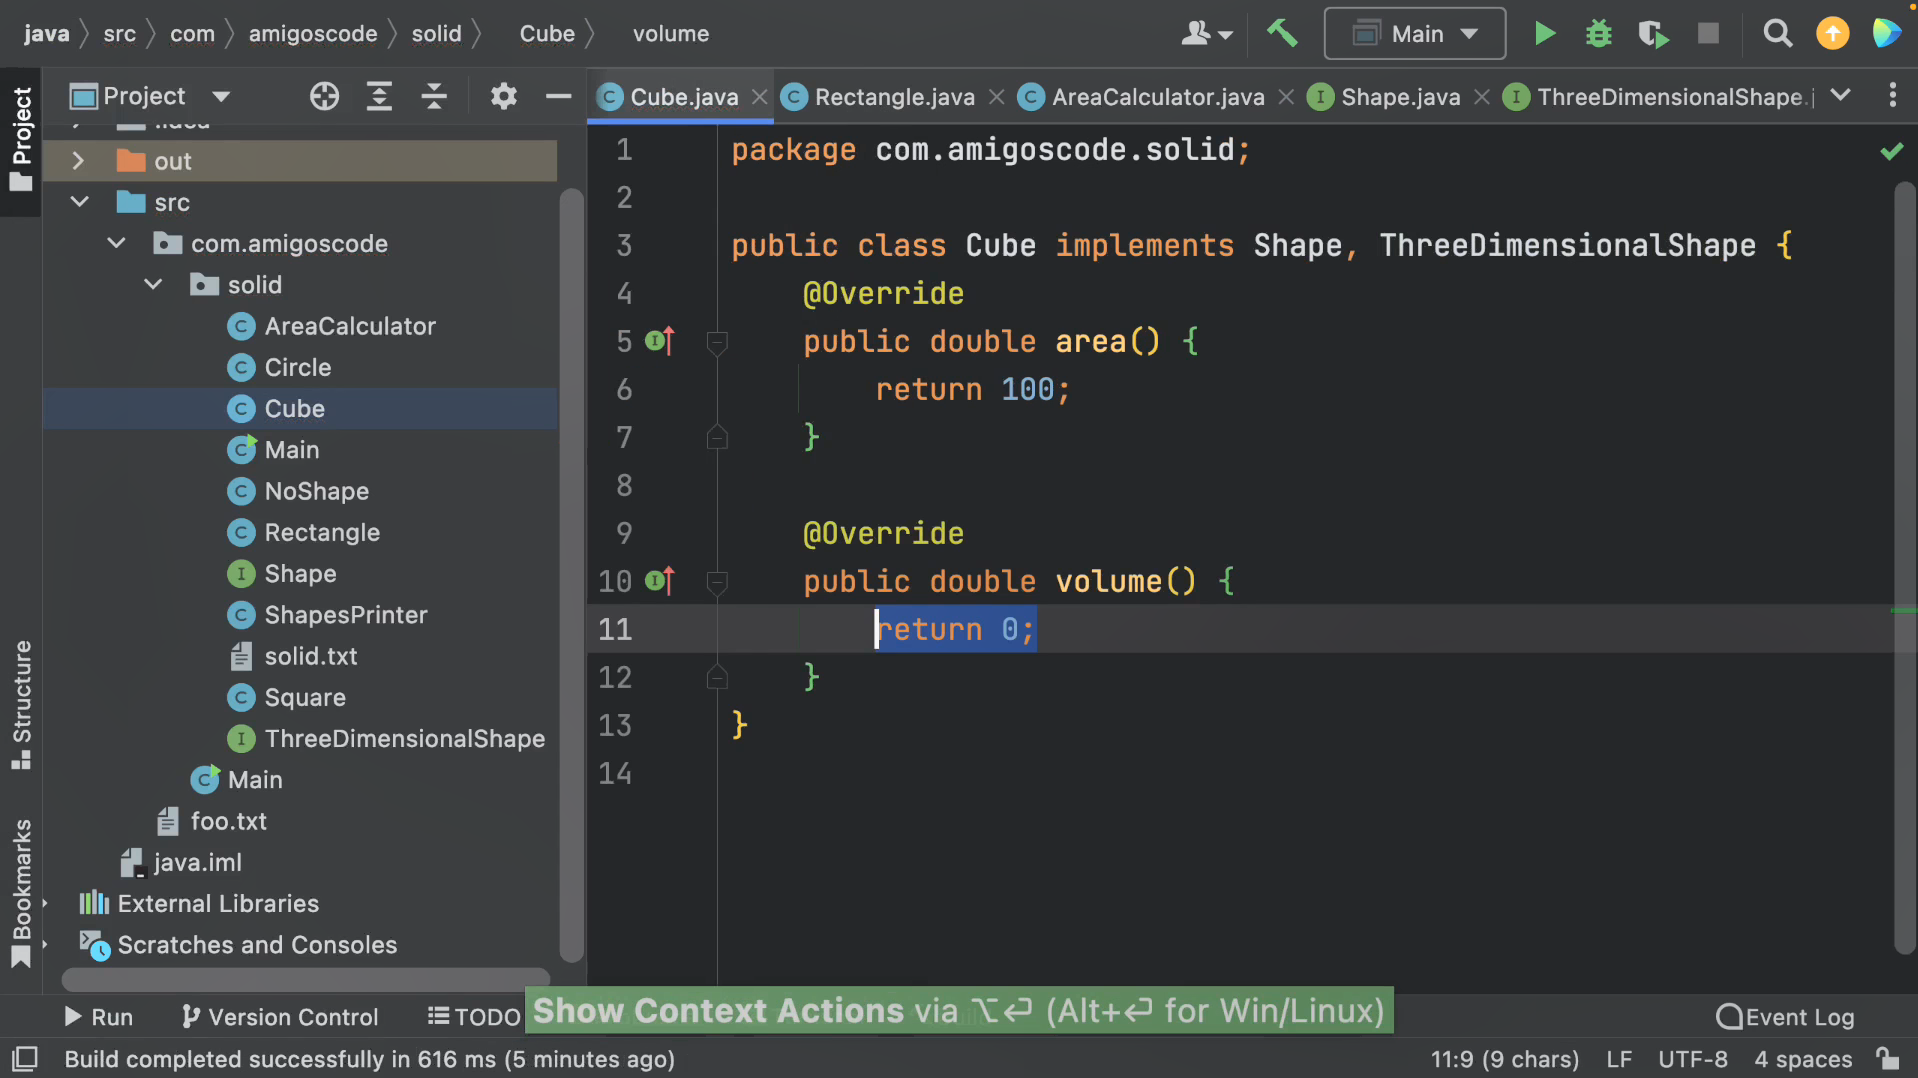 java src com amigoscode solid Cube volume
Main
Project
Project
Cube.java
Rectangle.java
AreaCalculator.java
Shape.java
ThreeDimensionalShape.j
.idea
out
src
com.amigoscode
solid
AreaCalculator
Circle
Cube
Main
NoShape
Rectangle
Shape
ShapesPrinter
solid.txt
Square
ThreeDimensionalShape
Main
foo.txt
java.iml
External Libraries
Scratches and Consoles
Structure
Bookmarks
1 package com.amigoscode.solid;
2
3 public class Cube implements Shape, ThreeDimensionalShape {
4 @Override
5 public double area() {
6 return 100;
7 }
8
9 @Override
10 public double volume() {
11 return 0;
12 }
13 }
14
Run
Version Control
TODO
Show Context Actions via ⌥⏎ (Alt+⏎ for Win/Linux)
Event Log
Build completed successfully in 616 ms (5 minutes ago)
11:9 (9 chars) LF UTF-8 4 spaces